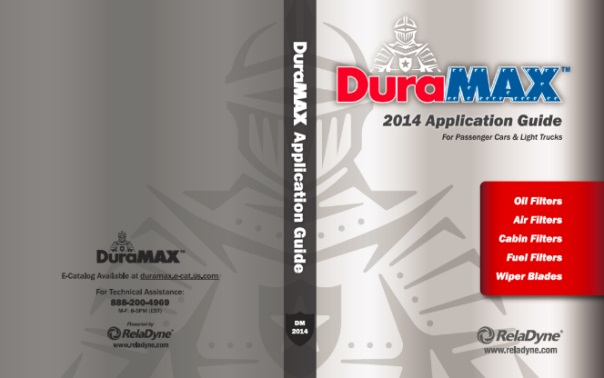 DuraMAX™
2014 Application Guide
For Passenger Cars & Light Trucks
Oil Filters
Air Filters
Cabin Filters
Fuel Filters
Wiper Blades
RelaDyne
www.reladyne.com
DuraMAX Application Guide
DM
2014
DuraMAX
E-Catalog Available at duramax.e-cat.us.com
For Technical Assistance:
888-200-4969
M-F: 8-5PM (EST)
Powered by
RelaDyne
www.reladyne.com